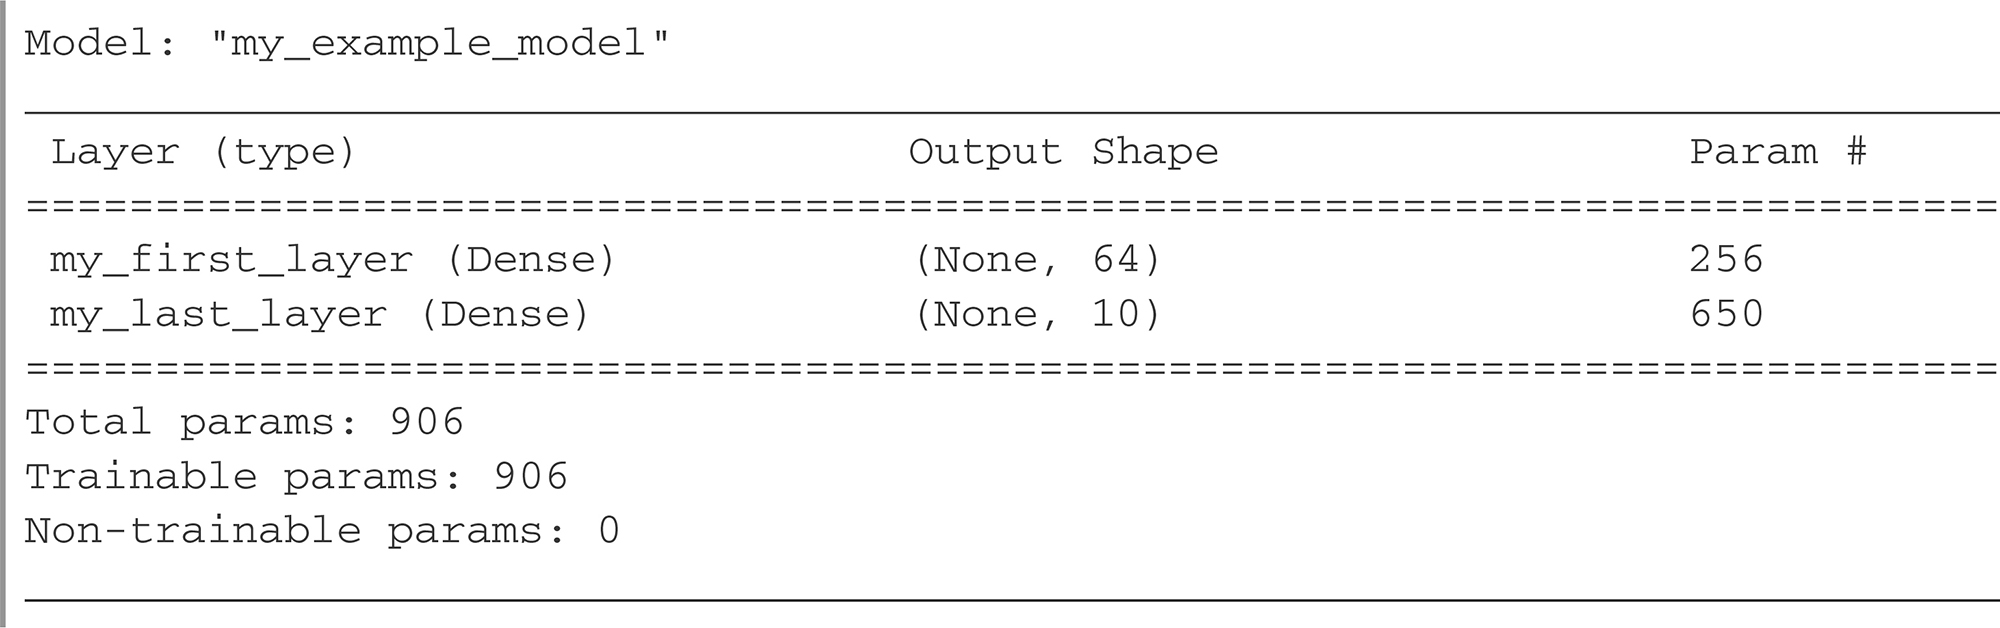 Model: "my_example_model"
Layer (type) Output Shape Param #
=================================================================
my_first_layer (Dense) (None, 64) 256
my_last_layer (Dense) (None, 10) 650
=================================================================
Total params: 906
Trainable params: 906
Non-trainable params: 0